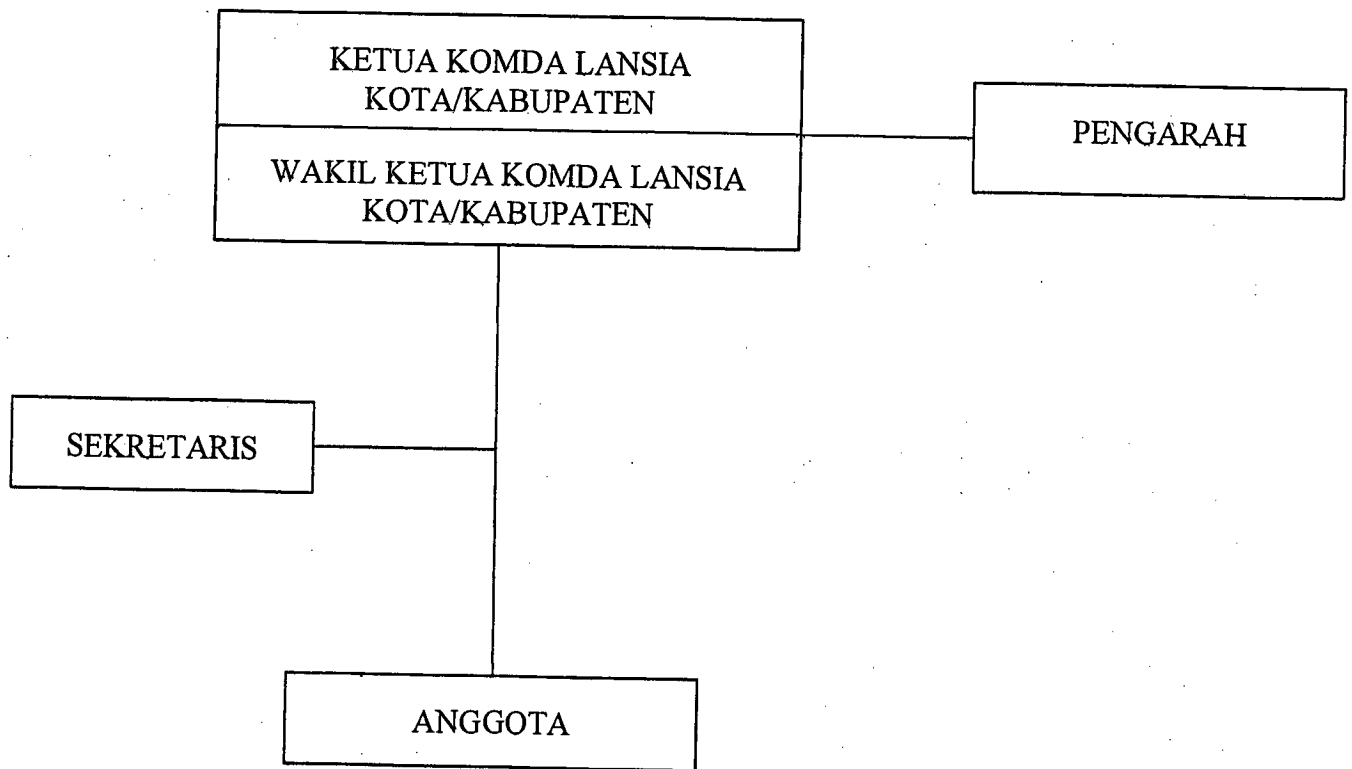 KETUA KOMDA LANSIA
KOTA/KABUPATEN
PENGARAH
WAKIL KETUA KOMDA LANSIA
KOTA/KABUPATEN
SEKRETARIS
ANGGOTA